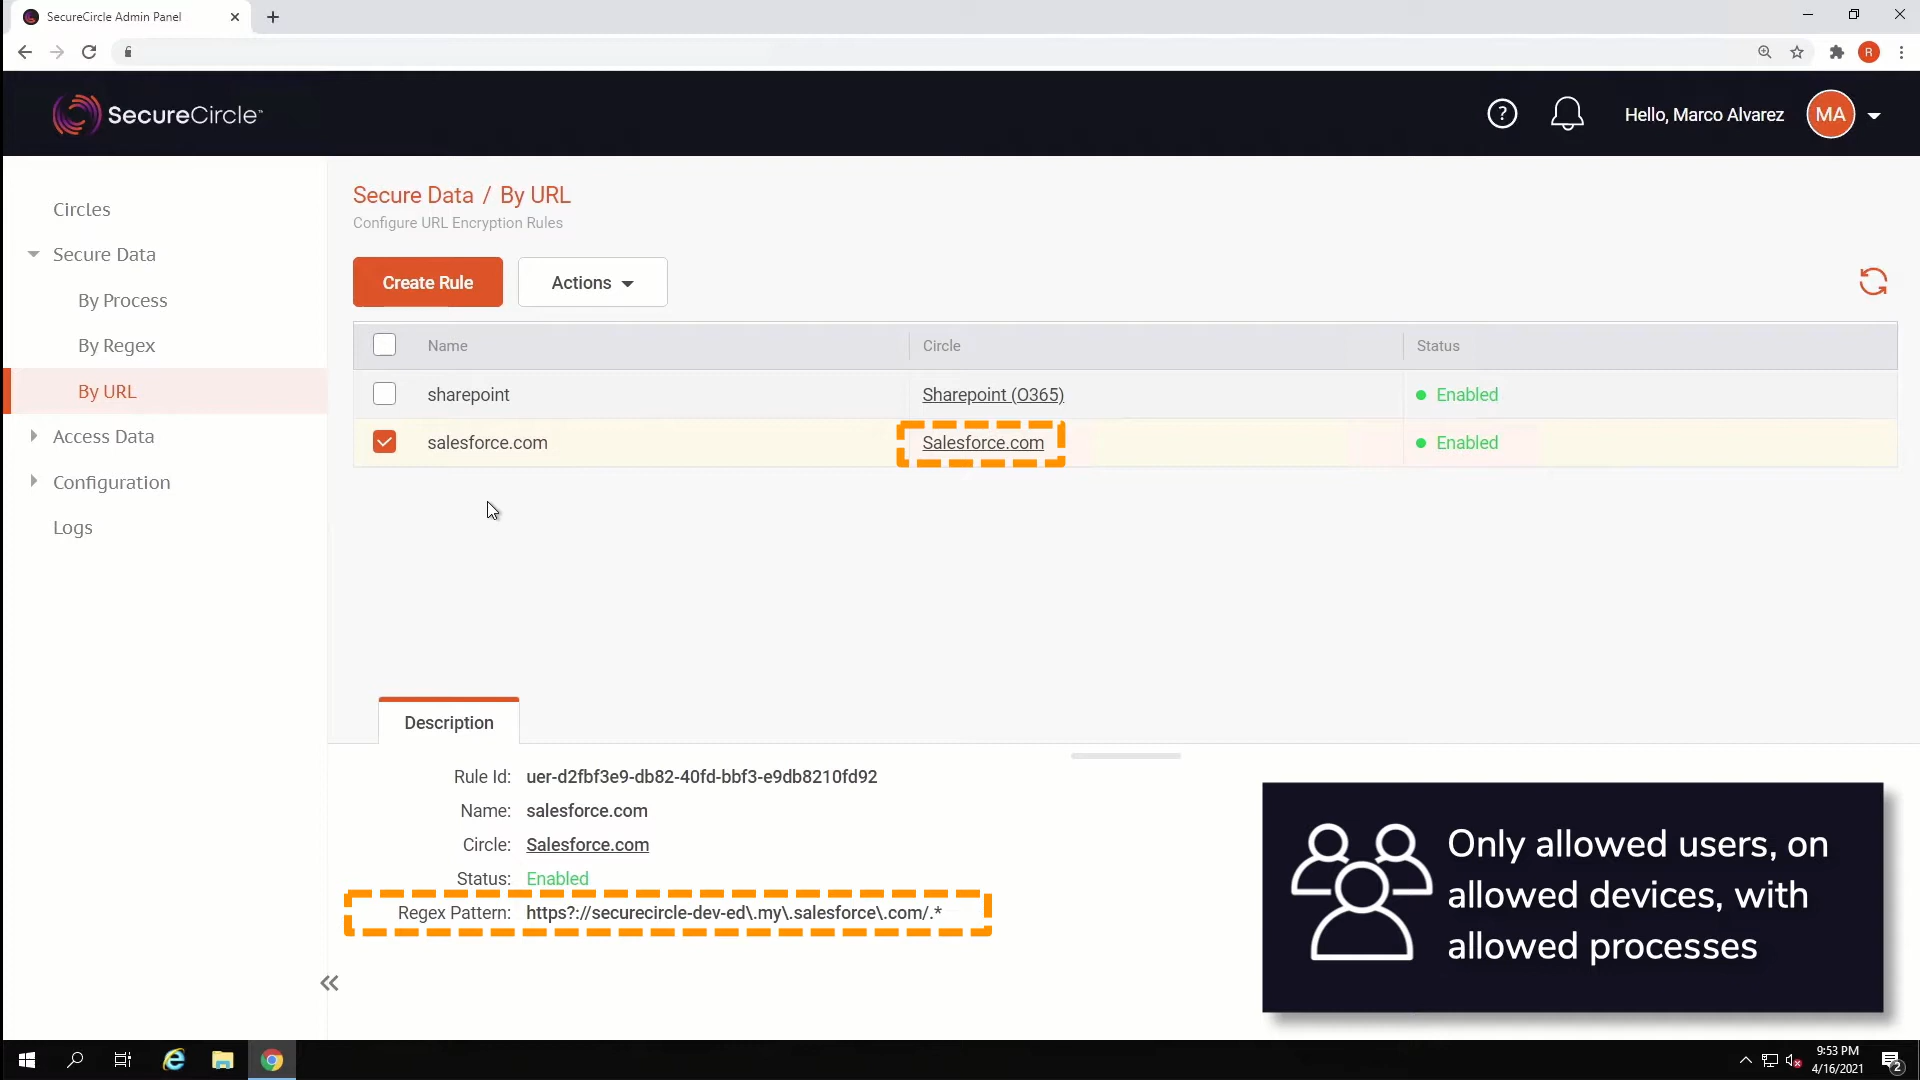 SecureCircle Admin Panel
R
SecureCircle™
?
Hello, Marco Alvarez
MA
Circles
Secure Data
By Process
By Regex
By URL
Access Data
Configuration
Logs
Secure Data / By URL
Configure URL Encryption Rules
Create Rule
Actions
Name Circle Status
sharepoint Sharepoint (O365) Enabled
salesforce.com Salesforce.com Enabled
Description
Rule Id: uer-d2fbf3e9-db82-40fd-bbf3-e9db8210fd92
Name: salesforce.com
Circle: Salesforce.com
Status: Enabled
Regex Pattern: https?://securecircle-dev-ed\.my\.salesforce\.com/.*
Only allowed users, on
allowed devices, with
allowed processes
9:53 PM
4/16/2021
2